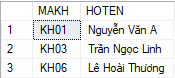 MAKH HOTEN
1 KH01 Nguyễn Văn A
2 KH03 Trần Ngọc Linh
3 KH06 Lê Hoài Thương